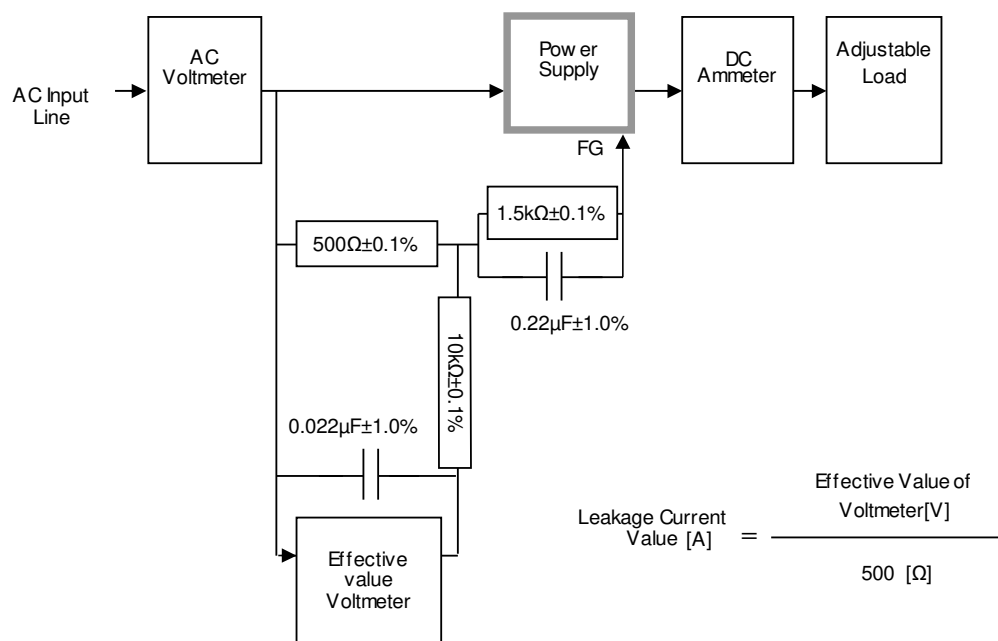 AC
Voltmeter
Power
Supply
DC
Ammeter
Adjustable
Load
AC Input
Line
FG
1.5kΩ±0.1%
500Ω±0.1%
0.22µF±1.0%
10kΩ±0.1%
0.022µF±1.0%
Effective
value
Voltmeter
Leakage Current
Value [A]
=
Effective Value of
Voltmeter[V]
500 [Ω]